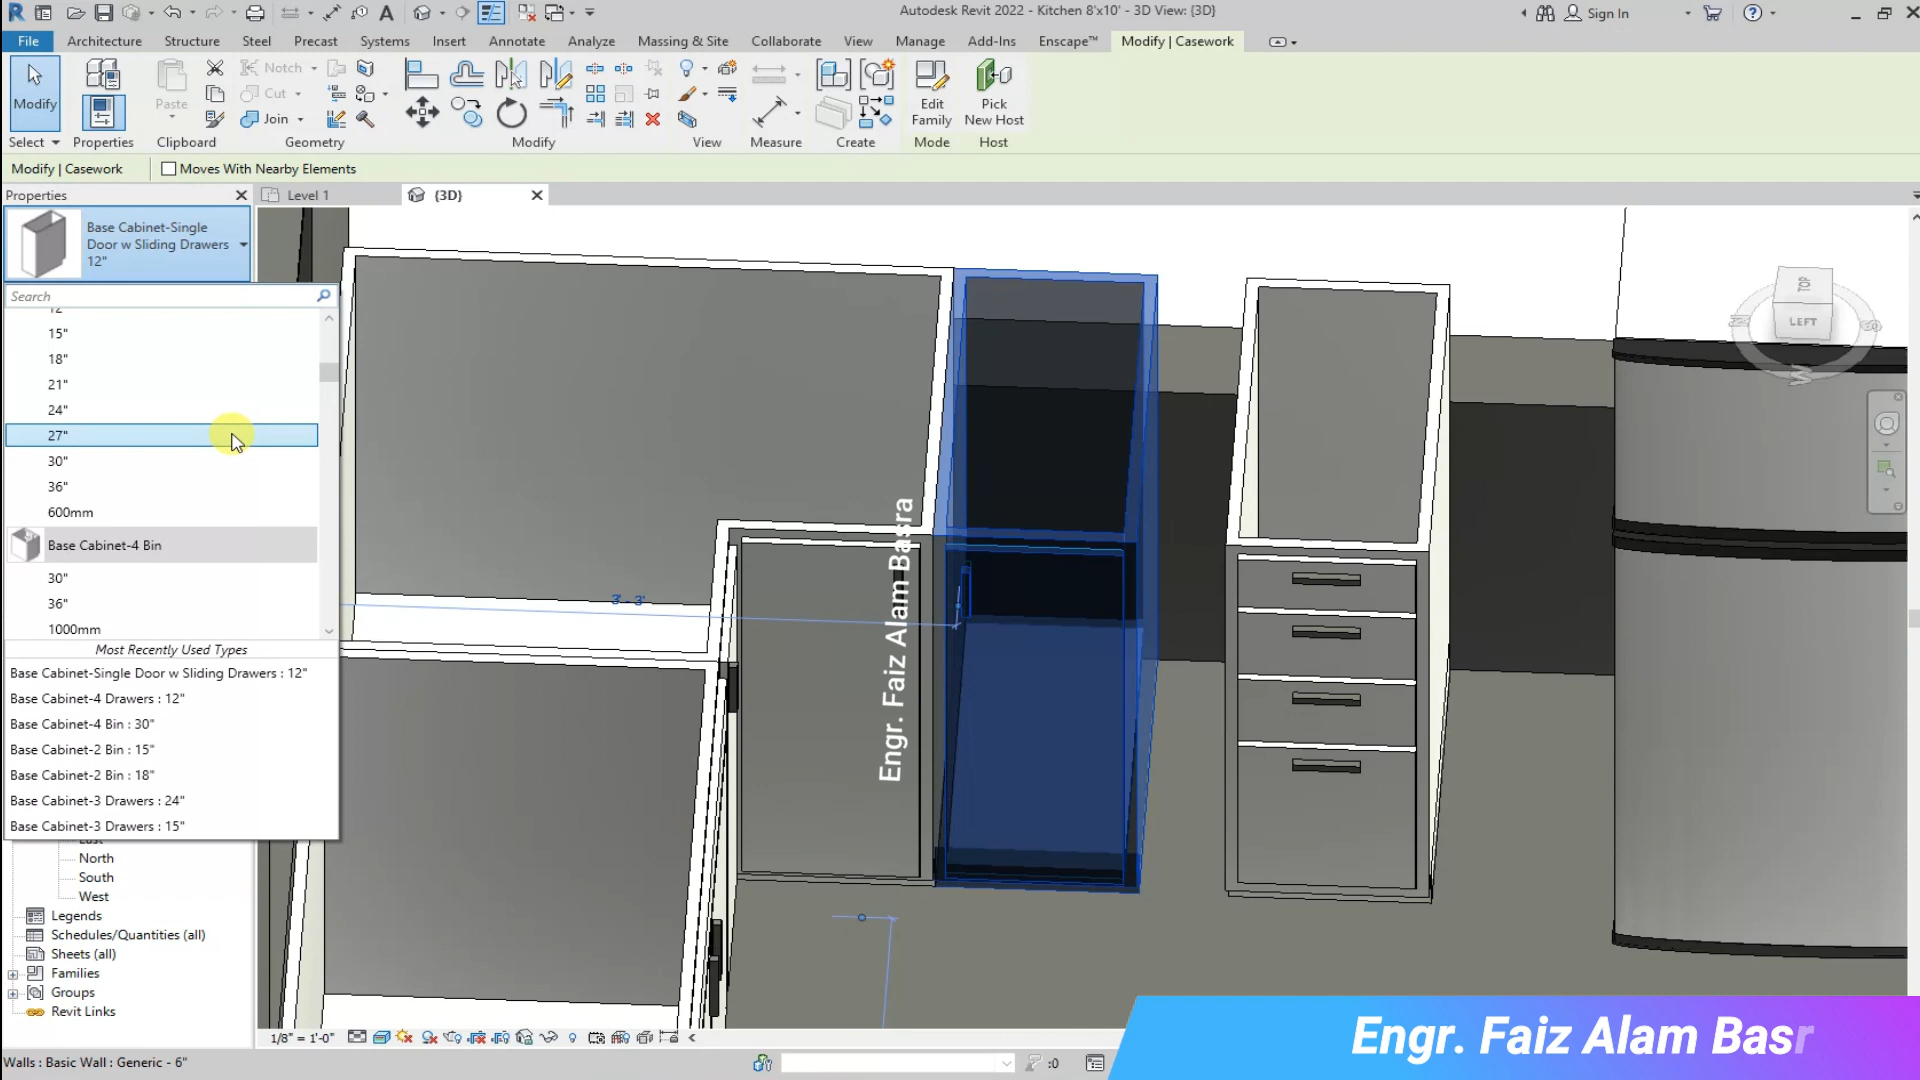 Autodesk Revit 2022 - Kitchen 8'x10' - 3D View: {3D}
Sign In
File
Architecture
Structure
Steel
Precast
Systems
Insert
Annotate
Analyze
Massing & Site
Collaborate
View
Manage
Add-Ins
Enscape™
Modify | Casework
Modify
Paste
Notch
Cut
Join
Edit Family
Pick New Host
Select
Properties
Clipboard
Geometry
Modify
View
Measure
Create
Mode
Host
Modify | Casework
Moves With Nearby Elements
Properties
Level 1
{3D}
Base Cabinet-Single
Door w Sliding Drawers
12"
Search
12"
15"
18"
21"
24"
27"
30"
36"
600mm
Base Cabinet-4 Bin
30"
36"
1000mm
Most Recently Used Types
Base Cabinet-Single Door w Sliding Drawers : 12"
Base Cabinet-4 Drawers : 12"
Base Cabinet-4 Bin : 30"
Base Cabinet-2 Bin : 15"
Base Cabinet-2 Bin : 18"
Base Cabinet-3 Drawers : 24"
Base Cabinet-3 Drawers : 15"
East
North
South
West
Legends
Schedules/Quantities (all)
Sheets (all)
Families
Groups
Revit Links
3' - 3'
Engr. Faiz Alam Basra
TOP
LEFT
W
1/8" = 1'-0"
Walls : Basic Wall : Generic - 6"
:0
Engr. Faiz Alam Basr